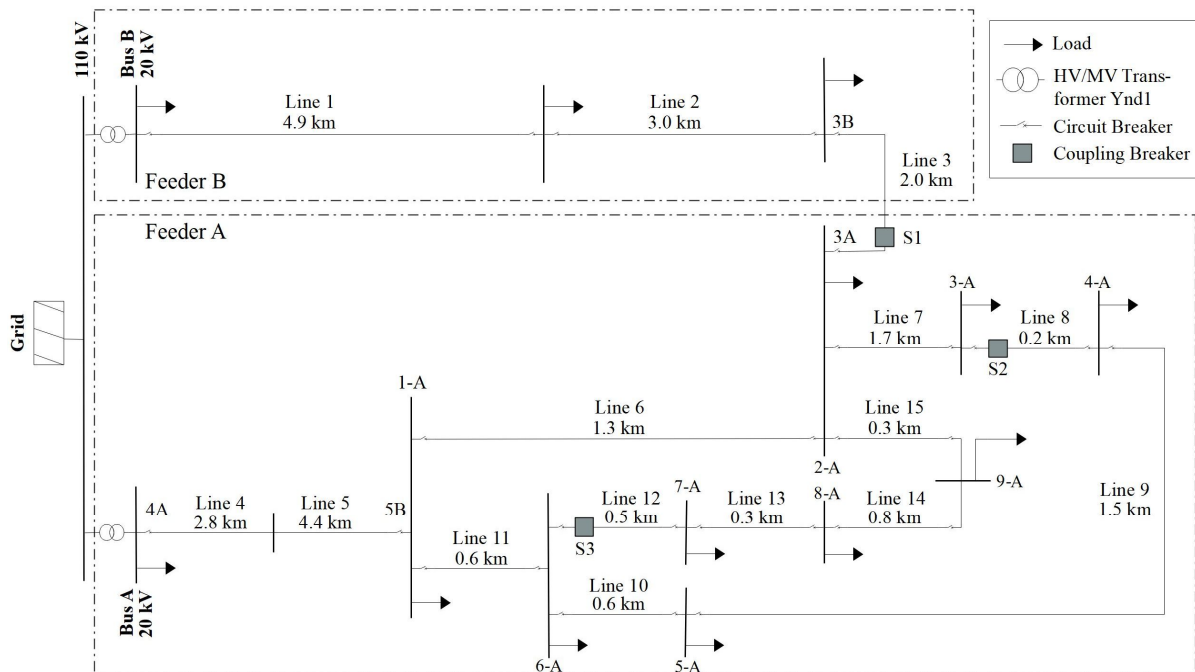 110 kV
Bus B
20 kV
Line 1
4.9 km
Line 2
3.0 km
3B
Line 3
2.0 km
Feeder B
Load
HV/MV Trans-
former Ynd1
Circuit Breaker
Coupling Breaker
Feeder A
3A
S1
Grid
3-A
4-A
Line 7
1.7 km
Line 8
0.2 km
S2
1-A
Line 6
1.3 km
Line 15
0.3 km
2-A
9-A
4A
Line 4
2.8 km
Line 5
4.4 km
5B
Line 11
0.6 km
Line 12
0.5 km
S3
7-A
Line 13
0.3 km
8-A
Line 14
0.8 km
Line 9
1.5 km
Line 10
0.6 km
Bus A
20 kV
6-A
5-A